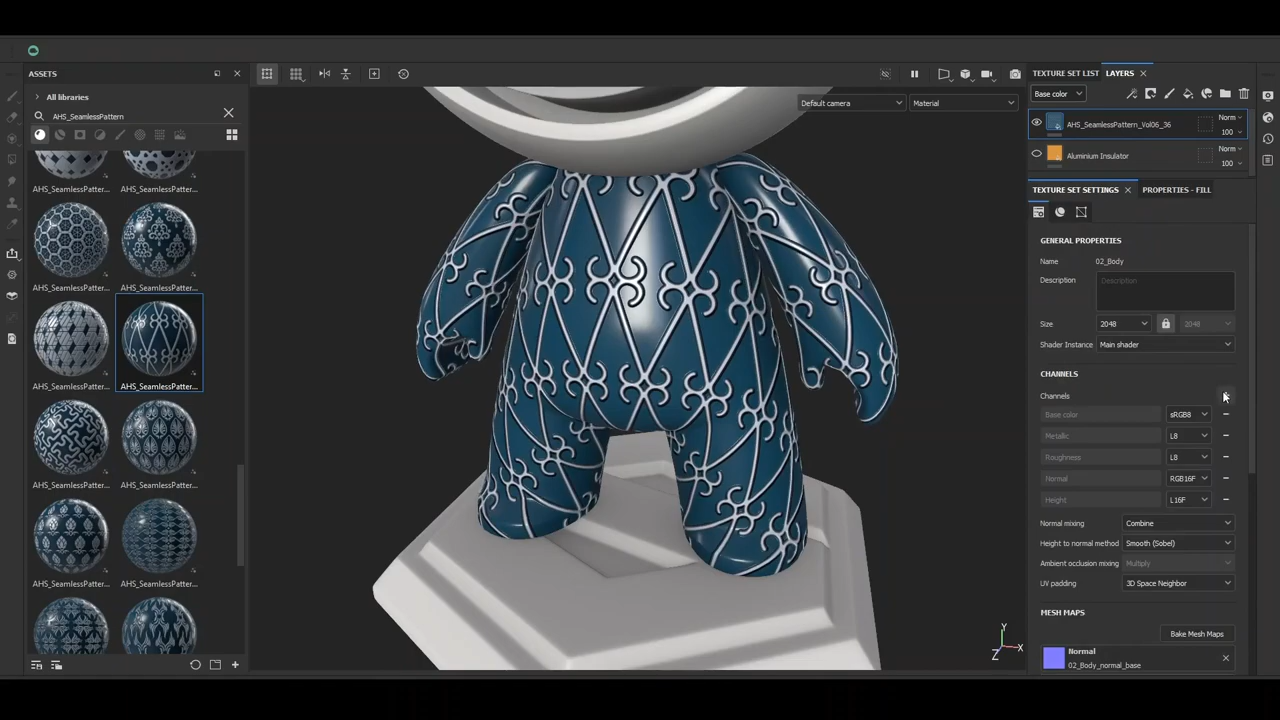 ASSETS
All libraries
AHS_SeamlessPattern
AHS_SeamlessPatter...
AHS_SeamlessPatter...
AHS_SeamlessPatter...
AHS_SeamlessPatter...
AHS_SeamlessPatter...
AHS_SeamlessPatter...
AHS_SeamlessPatter...
AHS_SeamlessPatter...
AHS_SeamlessPatter...
AHS_SeamlessPatter...
Default camera
Material
Y
X
Z
TEXTURE SET LIST
LAYERS
Base color
AHS_SeamlessPattern_Vol06_36
Norm
100
Aluminium Insulator
Norm
100
TEXTURE SET SETTINGS
PROPERTIES - FILL
GENERAL PROPERTIES
Name 02_Body
Description Description
Size 2048 2048
Shader Instance Main shader
CHANNELS
Channels
Base color sRGB8
Metallic L8
Roughness L8
Normal RGB16F
Height L16F
Normal mixing Combine
Height to normal method Smooth (Sobel)
Ambient occlusion mixing Multiply
UV padding 3D Space Neighbor
MESH MAPS
Bake Mesh Maps
Normal
02_Body_normal_base